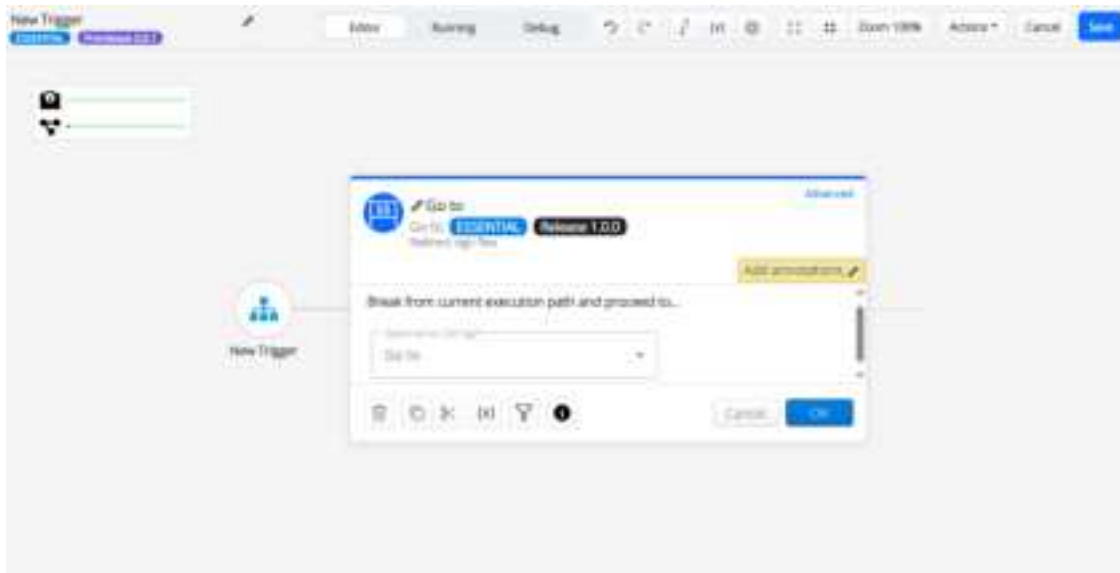 New Trigger
ESSENTIAL
Editor Running Debug
Zoom 100% Actions Cancel Save
Advanced
Go to
Go to ESSENTIAL Release 1.0.0
Add annotations
Break from current execution path and proceed to...
Go to
New Trigger
Cancel OK